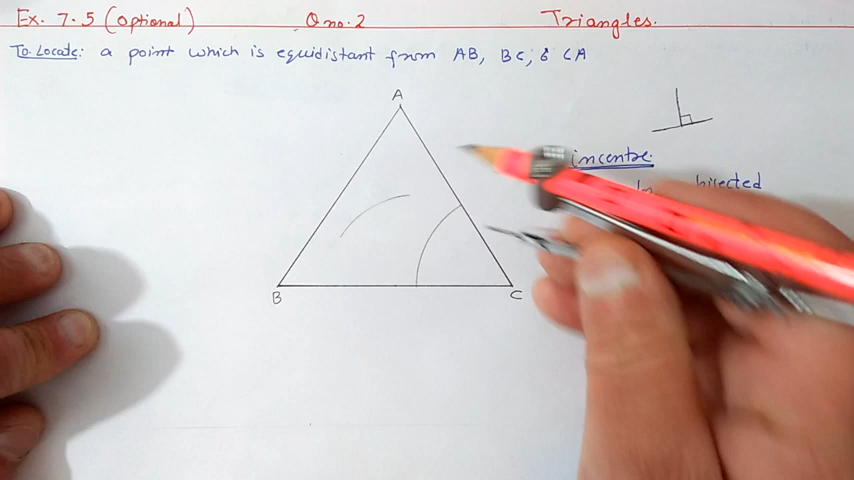 Ex. 7.5 (Optional) Q no. 2 Triangles.
To Locate: a point which is equidistant from AB, BC, & CA
A
incentre.
bisected
B
C